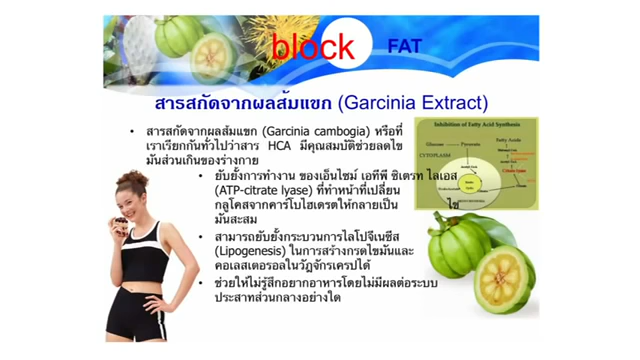 block FAT
สารสกัดจากผลส้มแขก (Garcinia Extract)
• สารสกัดจากผลส้มแขก (Garcinia cambogia) หรือที่
เราเรียกกันทั่วไปว่าสาร HCA มีคุณสมบัติช่วยลดไข
มันส่วนเกินของร่างกาย
• ยับยั้งการทำงาน ของเอ็นไซม์ เอทีพี ซิเตรท ไลเอส
(ATP-citrate lyase) ที่ทำหน้าที่เปลี่ยน
กลูโคสจากคาร์โบไฮเดรตให้กลายเป็น ไข
มันสะสม
• สามารถยับยั้งกระบวนการไลโปจีเนซีส
(Lipogenesis) ในการสร้างกรดไขมันและ
คอเลสเตอรอลในวัฏจักรเครปได้
• ช่วยให้ไม่รู้สึกอยากอาหารโดยไม่มีผลต่อระบบ
ประสาทส่วนกลางอย่างใด
Inhibition of Fatty Acid Synthesis
Glucose
Pyruvate
Fatty Acids
CYTOPLASM